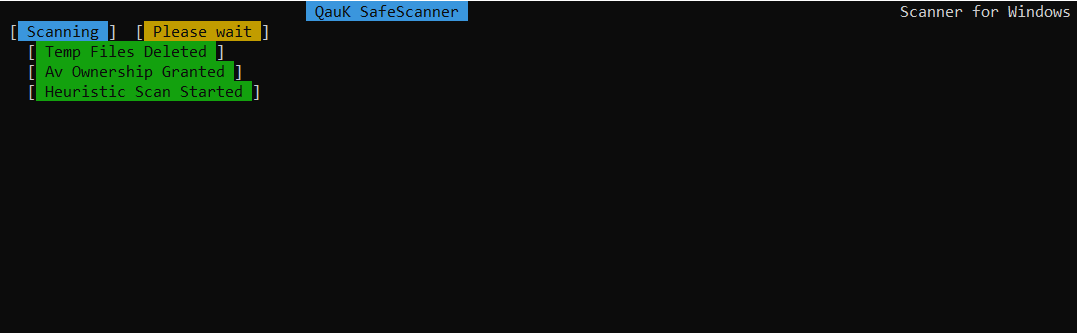 QauK SafeScanner Scanner for Windows
[ Scanning ] [ Please wait ]
[ Temp Files Deleted ]
[ Av Ownership Granted ]
[ Heuristic Scan Started ]